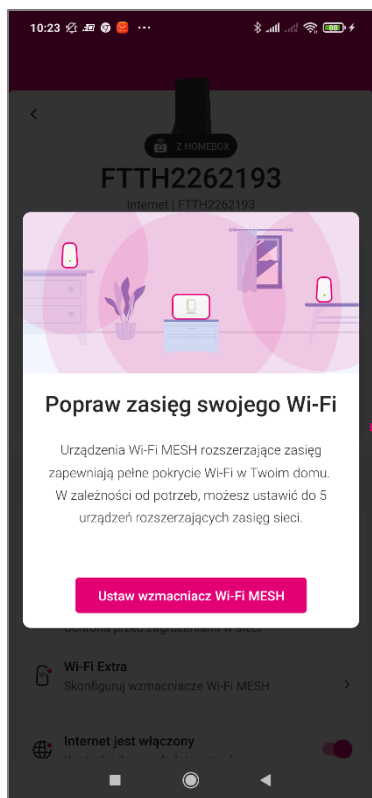 10:23
Z HOMEBOX
FTTH2262193
Internet | FTTH2262193
Popraw zasięg swojego Wi-Fi
Urządzenia Wi-Fi MESH rozszerzające zasięg
zapewniają pełne pokrycie Wi-Fi w Twoim domu.
W zależności od potrzeb, możesz ustawić do 5
urządzeń rozszerzających zasięg sieci.
Ustaw wzmacniacz Wi-Fi MESH
Ochrona przed zagrożeniami w sieci
Wi-Fi Extra
Skonfiguruj wzmacniacze Wi-Fi MESH
Internet jest włączony